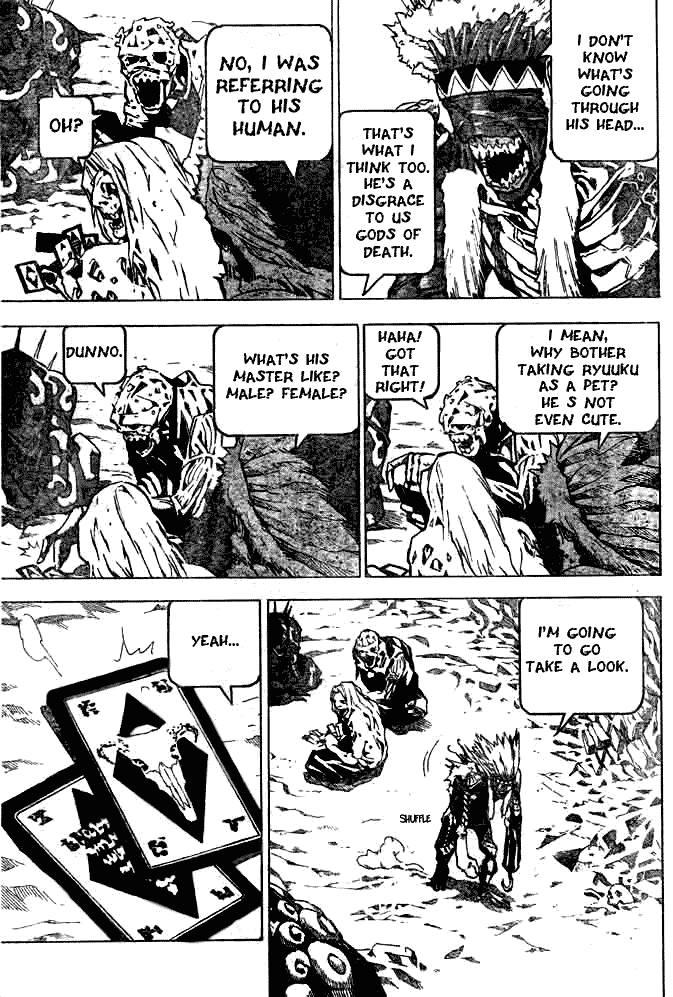 I DON'T
KNOW
WHAT'S
GOING
THROUGH
HIS HEAD...
THAT'S
WHAT I
THINK TOO.
HE'S A
DISGRACE
TO US
GODS OF
DEATH.
NO, I WAS
REFERRING
TO HIS
HUMAN.
OH?
I MEAN,
WHY BOTHER
TAKING RYUUKU
AS A PET?
HE S NOT
EVEN CUTE.
HAHA!
GOT
THAT
RIGHT!
WHAT'S HIS
MASTER LIKE?
MALE? FEMALE?
DUNNO.
I'M GOING
TO GO
TAKE A LOOK.
SHUFFLE
YEAH...